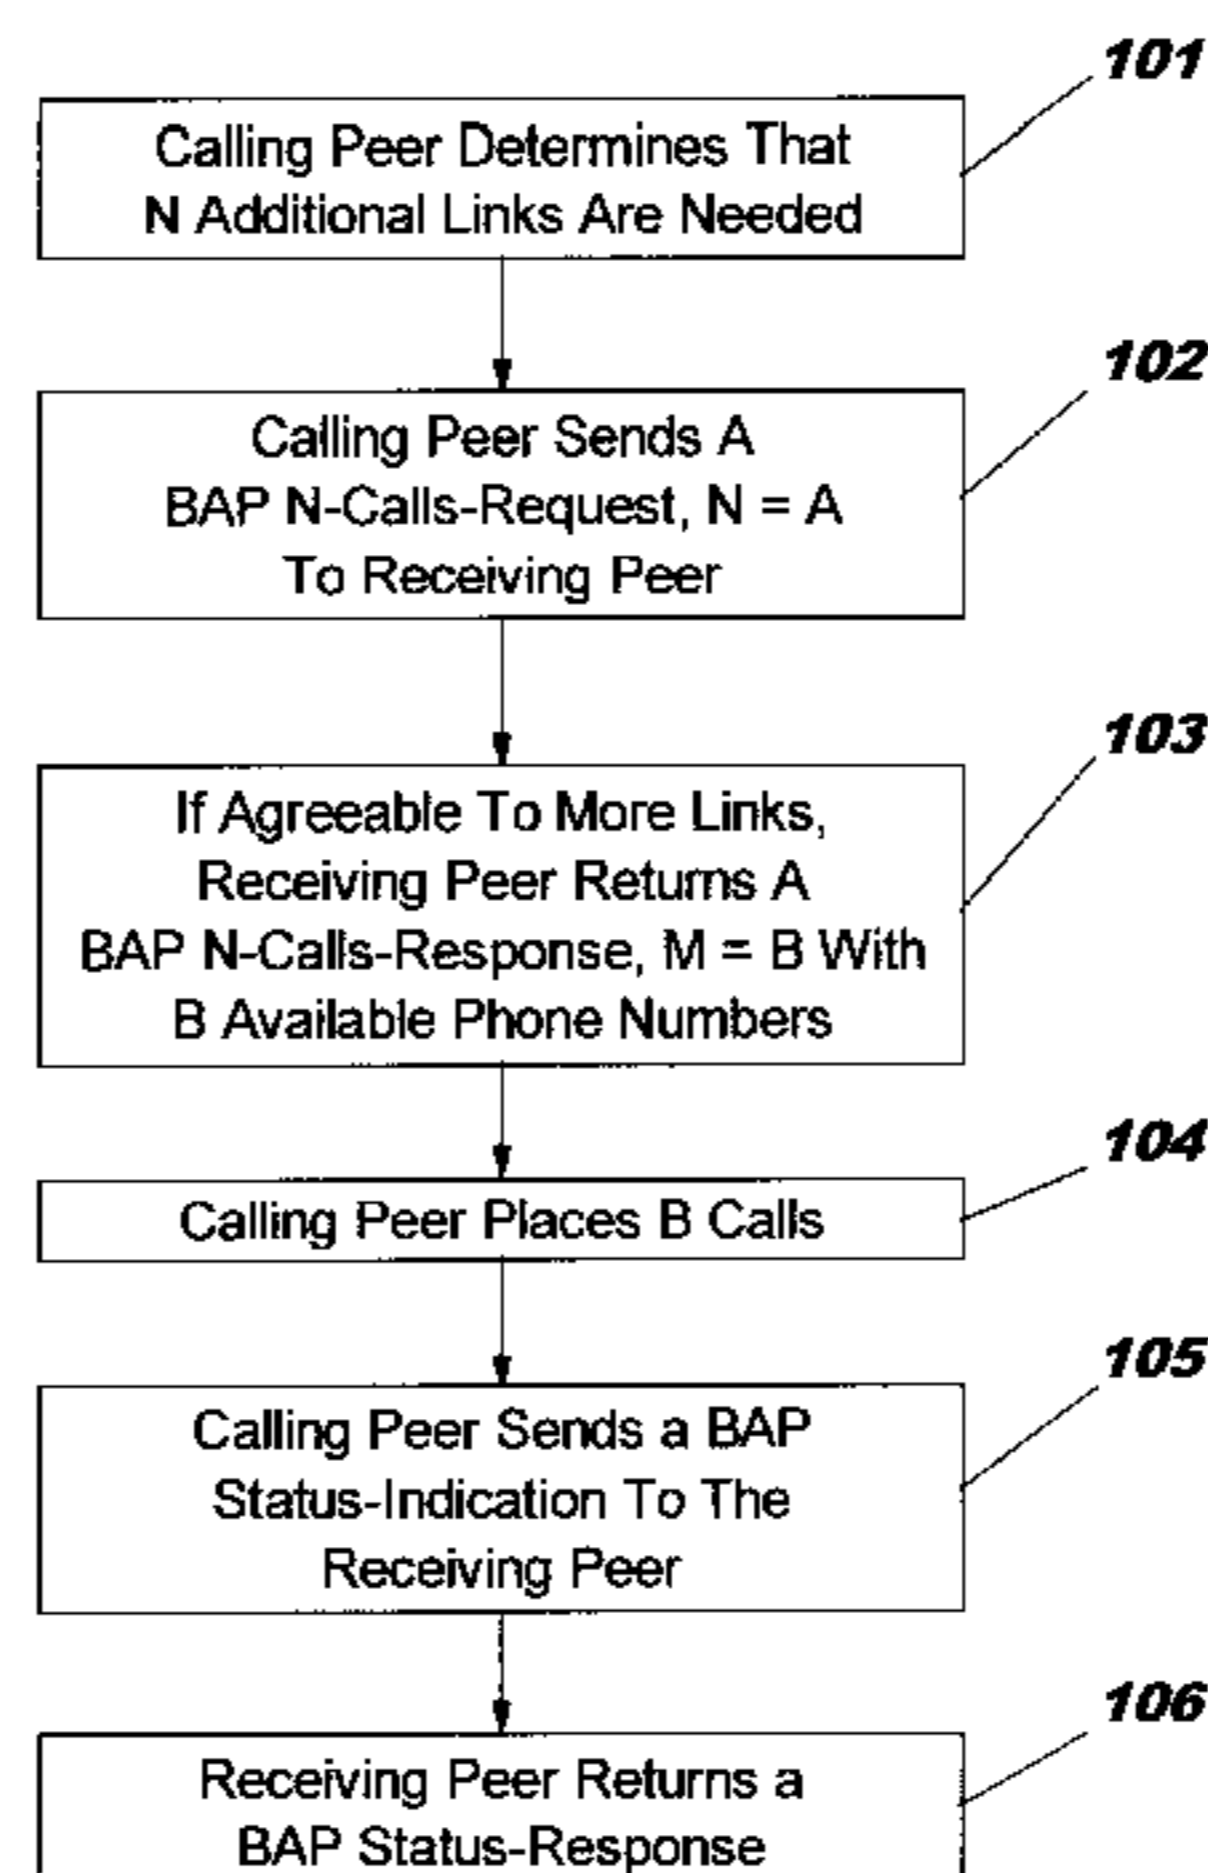 101
Calling Peer Determines That
N Additional Links Are Needed
102
Calling Peer Sends A
BAP N-Calls-Request, N = A
To Receiving Peer
103
If Agreeable To More Links,
Receiving Peer Returns A
BAP N-Calls-Response, M = B With
B Available Phone Numbers
104
Calling Peer Places B Calls
105
Calling Peer Sends a BAP
Status-Indication To The
Receiving Peer
106
Receiving Peer Returns a
BAP Status-Response